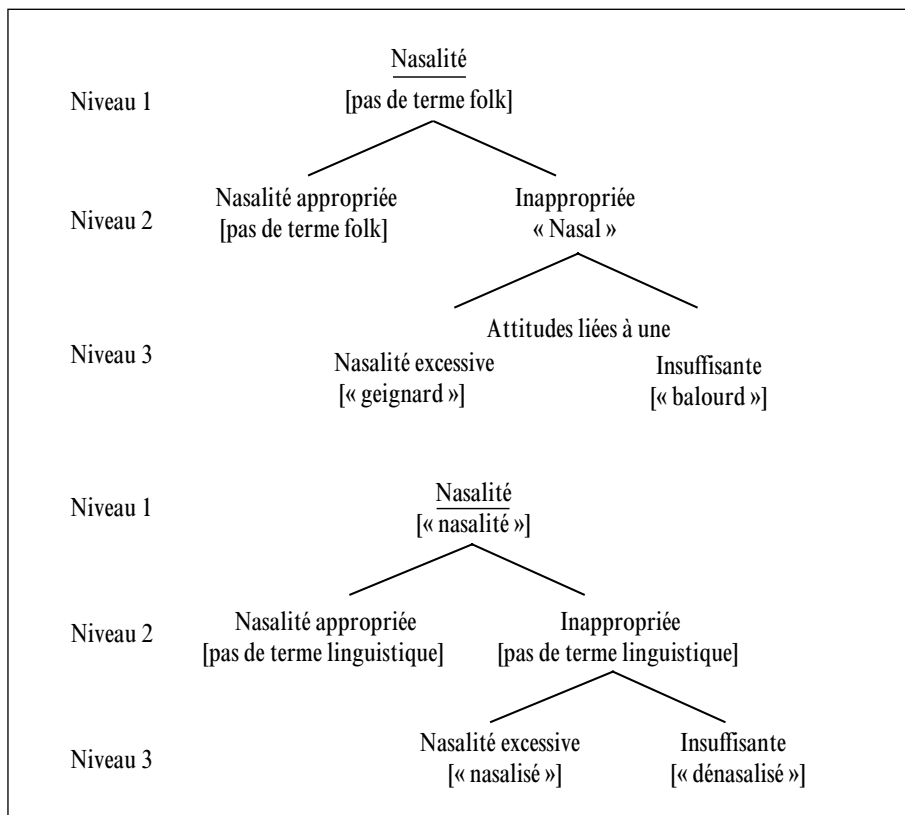 Nasalité
Niveau 1
[pas de terme folk]
Nasalité appropriée
Inappropriée
Niveau 2
[pas de terme folk]
« Nasal »
Attitudes liées à une
Niveau 3
Nasalité excessive
Insuffisante
[« geignard »]
[« balourd »]
Niveau 1
Nasalité
[« nasalité »]
Nasalité appropriée
Inappropriée
Niveau 2
[pas de terme linguistique]
[pas de terme linguistique]
Nasalité excessive
Insuffisante
Niveau 3
[« nasalisé »]
[« dénasalisé »]